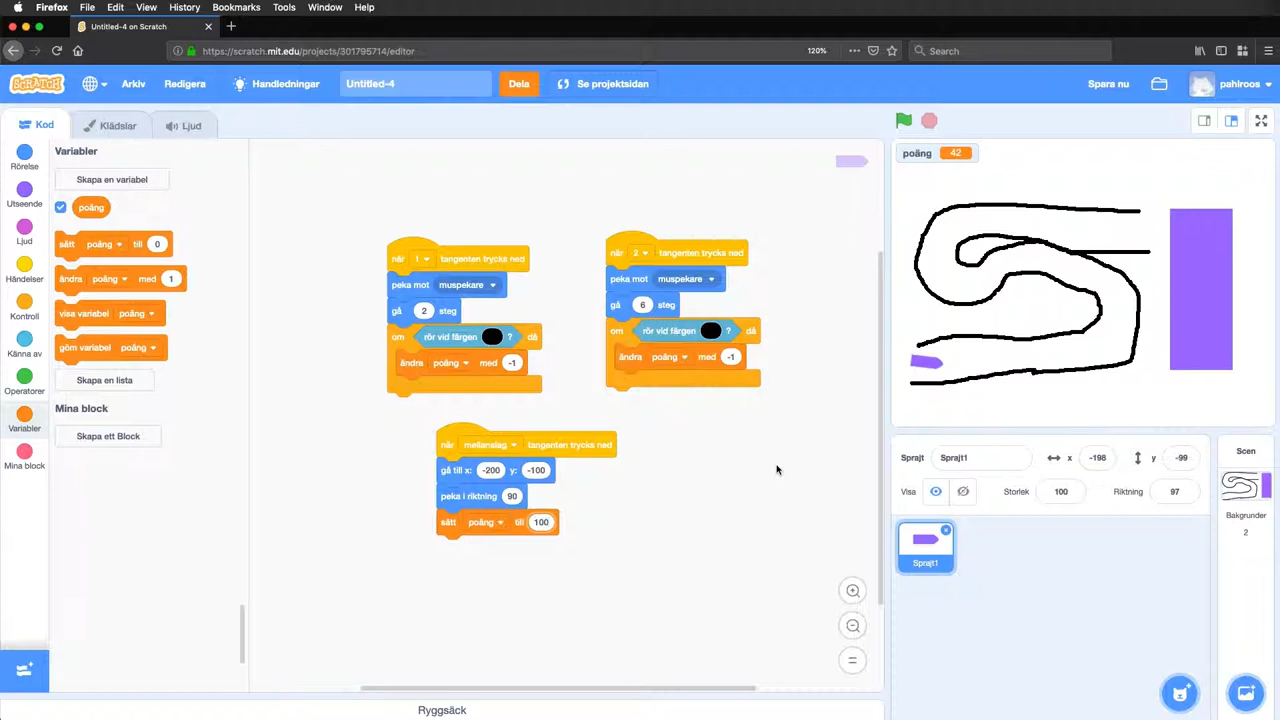 Firefox File Edit View History Bookmarks Tools Window Help
Untitled-4 on Scratch
https://scratch.mit.edu/projects/301795714/editor 120% Search
SCRATCH Arkiv Redigera Handledningar Untitled-4 Dela Se projektsidan Spara nu pahlroos
Kod Klädslar Ljud
Rörelse
Utseende
Ljud
Händelser
Kontroll
Känna av
Operatorer
Variabler
Mina block
Variabler
Skapa en variabel
poäng
sätt poäng till 0
ändra poäng med 1
visa variabel poäng
göm variabel poäng
Skapa en lista
Mina block
Skapa ett Block
när 1 tangenten trycks ned
peka mot muspekare
gå 2 steg
om rör vid färgen ? då
ändra poäng med -1
när 2 tangenten trycks ned
peka mot muspekare
gå 6 steg
om rör vid färgen ? då
ändra poäng med -1
när mellanslag tangenten trycks ned
gå till x: -200 y: -100
peka i riktning 90
sätt poäng till 100
Ryggsäck
poäng 42
Sprajt Sprajt1 x -198 y -99
Visa Storlek 100 Riktning 97
Sprajt1
Scen
Bakgrunder
2